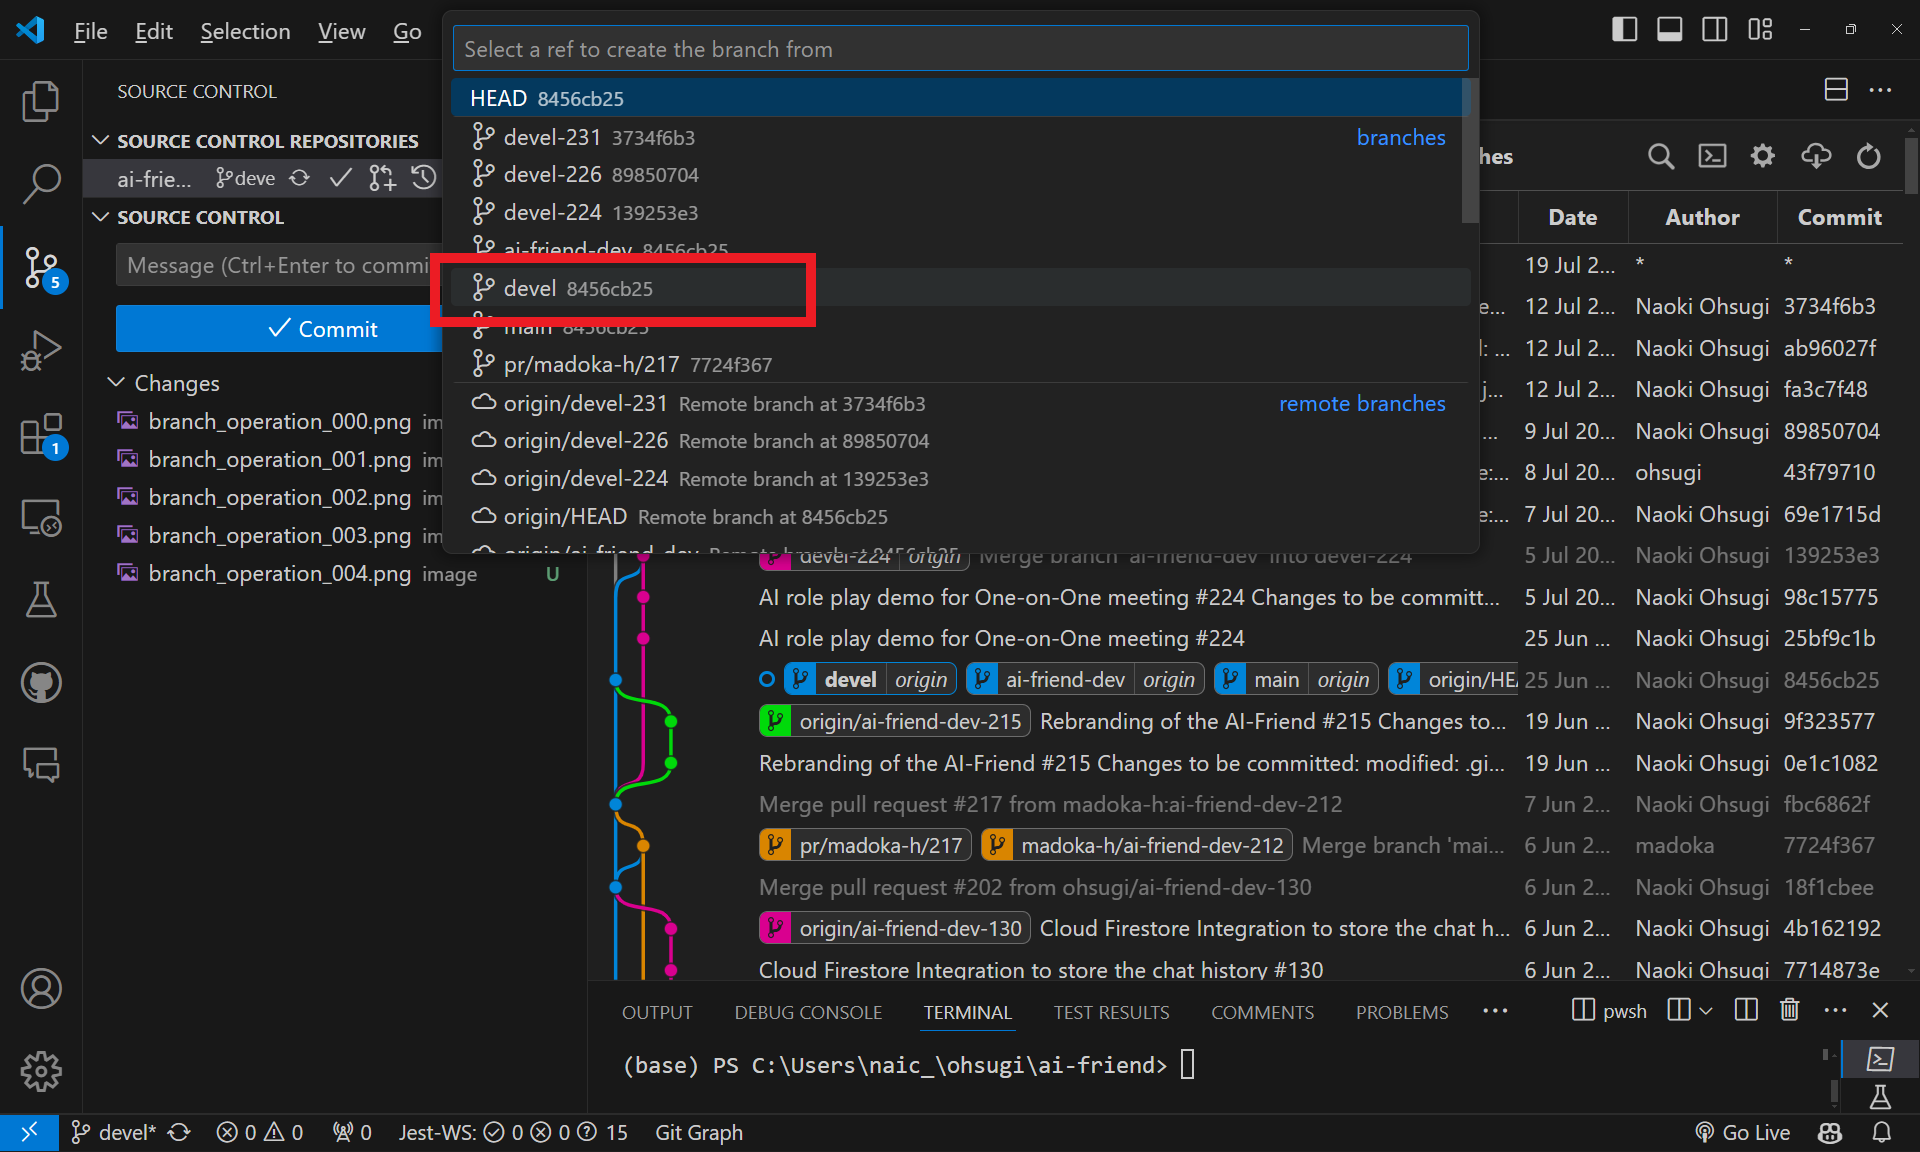 File Edit Selection View Go
Select a ref to create the branch from
HEAD 8456cb25
devel-231 3734f6b3 branches
devel-226 89850704
devel-224 139253e3
ai-friend-dev 8456cb25
devel 8456cb25
main 8456cb25
pr/madoka-h/217 7724f367
origin/devel-231 Remote branch at 3734f6b3 remote branches
origin/devel-226 Remote branch at 89850704
origin/devel-224 Remote branch at 139253e3
origin/HEAD Remote branch at 8456cb25
origin/ai-friend-dev Remote branch at 8456cb25
SOURCE CONTROL
SOURCE CONTROL REPOSITORIES
ai-frie... deve
SOURCE CONTROL
Message (Ctrl+Enter to commi
Commit
Changes
branch_operation_000.png im
branch_operation_001.png im
branch_operation_002.png im
branch_operation_003.png im
branch_operation_004.png image U
5
1
hes
Date Author Commit
19 Jul 2... * *
e... 12 Jul 2... Naoki Ohsugi 3734f6b3
: ... 12 Jul 2... Naoki Ohsugi ab96027f
j... 12 Jul 2... Naoki Ohsugi fa3c7f48
... 9 Jul 20... Naoki Ohsugi 89850704
e:... 8 Jul 20... ohsugi 43f79710
e:... 7 Jul 20... Naoki Ohsugi 69e1715d
devel-224 origin Merge branch 'ai-friend-dev' into devel-224 5 Jul 20... Naoki Ohsugi 139253e3
AI role play demo for One-on-One meeting #224 Changes to be committ... 5 Jul 20... Naoki Ohsugi 98c15775
AI role play demo for One-on-One meeting #224 25 Jun ... Naoki Ohsugi 25bf9c1b
devel origin ai-friend-dev origin main origin origin/HE 25 Jun ... Naoki Ohsugi 8456cb25
origin/ai-friend-dev-215 Rebranding of the AI-Friend #215 Changes to... 19 Jun ... Naoki Ohsugi 9f323577
Rebranding of the AI-Friend #215 Changes to be committed: modified: .gi... 19 Jun ... Naoki Ohsugi 0e1c1082
Merge pull request #217 from madoka-h:ai-friend-dev-212 7 Jun 2... Naoki Ohsugi fbc6862f
pr/madoka-h/217 madoka-h/ai-friend-dev-212 Merge branch 'mai... 6 Jun 2... madoka 7724f367
Merge pull request #202 from ohsugi/ai-friend-dev-130 6 Jun 2... Naoki Ohsugi 18f1cbee
origin/ai-friend-dev-130 Cloud Firestore Integration to store the chat h... 6 Jun 2... Naoki Ohsugi 4b162192
Cloud Firestore Integration to store the chat history #130 6 Jun 2... Naoki Ohsugi 7714873e
OUTPUT DEBUG CONSOLE TERMINAL TEST RESULTS COMMENTS PROBLEMS ... pwsh
(base) PS C:\Users\naic_\ohsugi\ai-friend>
devel* 0 0 0 Jest-WS: 0 0 15 Git Graph Go Live